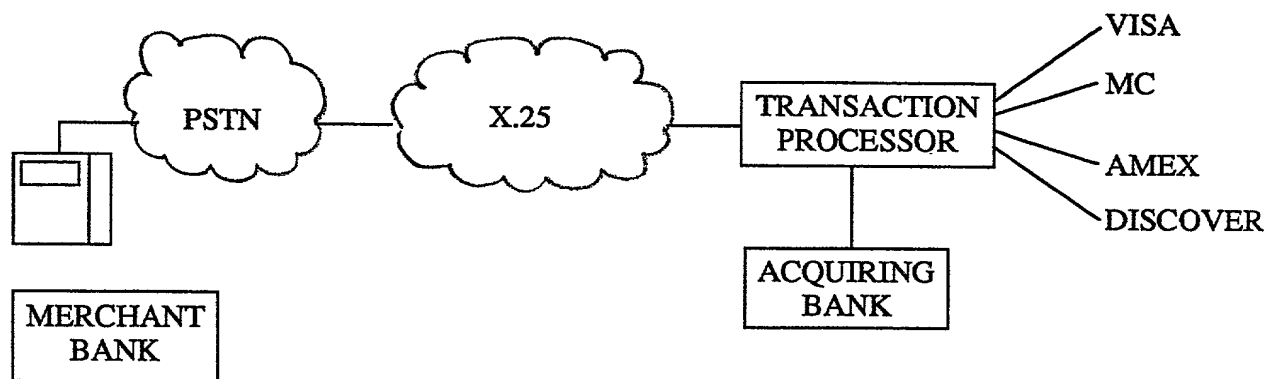 VISA
PSTN
X.25
TRANSACTION
PROCESSOR
MC
AMEX
DISCOVER
ACQUIRING
BANK
MERCHANT
BANK